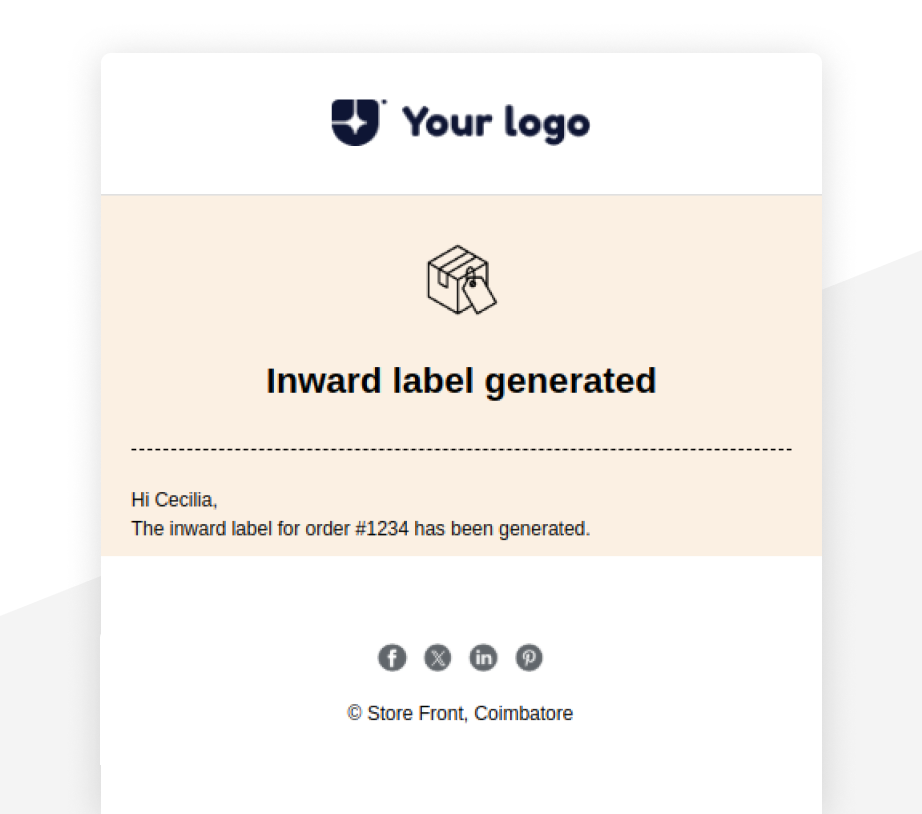 Your logo
Inward label generated
Hi Cecilia,
The inward label for order #1234 has been generated.
© Store Front, Coimbatore